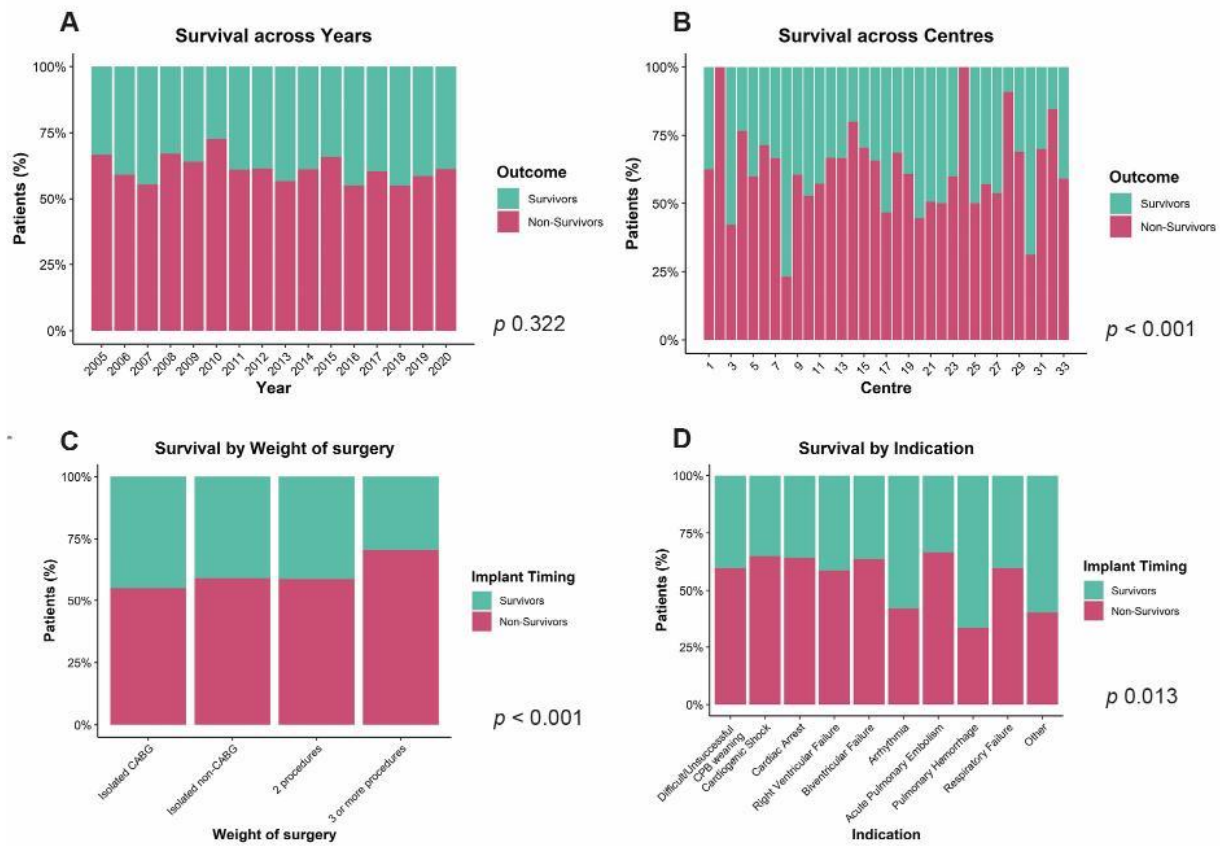 A
Survival across Years
100%
75%
50%
25%
0%
Patients (%)
2005
2006
2007
2008
2009
2010
2011
2012
2013
2014
2015
2016
2017
2018
2019
2020
Year
Outcome
Survivors
Non-Survivors
p 0.322
B
Survival across Centres
100%
75%
50%
25%
0%
Patients (%)
1
3
5
7
9
11
13
15
17
19
21
23
25
27
29
31
33
Centre
Outcome
Survivors
Non-Survivors
p < 0.001
C
Survival by Weight of surgery
100%
75%
50%
25%
0%
Patients (%)
Isolated CABG
Isolated non-CABG
2 procedures
3 or more procedures
Weight of surgery
Implant Timing
Survivors
Non-Survivors
p < 0.001
D
Survival by Indication
100%
75%
50%
25%
0%
Patients (%)
Difficult/Unsuccessful
CPB weaning
Cardiogenic Shock
Cardiac Arrest
Right Ventricular Failure
Biventricular Failure
Arrhythmia
Acute Pulmonary Embolism
Pulmonary Hemorrhage
Respiratory Failure
Other
Indication
Implant Timing
Survivors
Non-Survivors
p 0.013